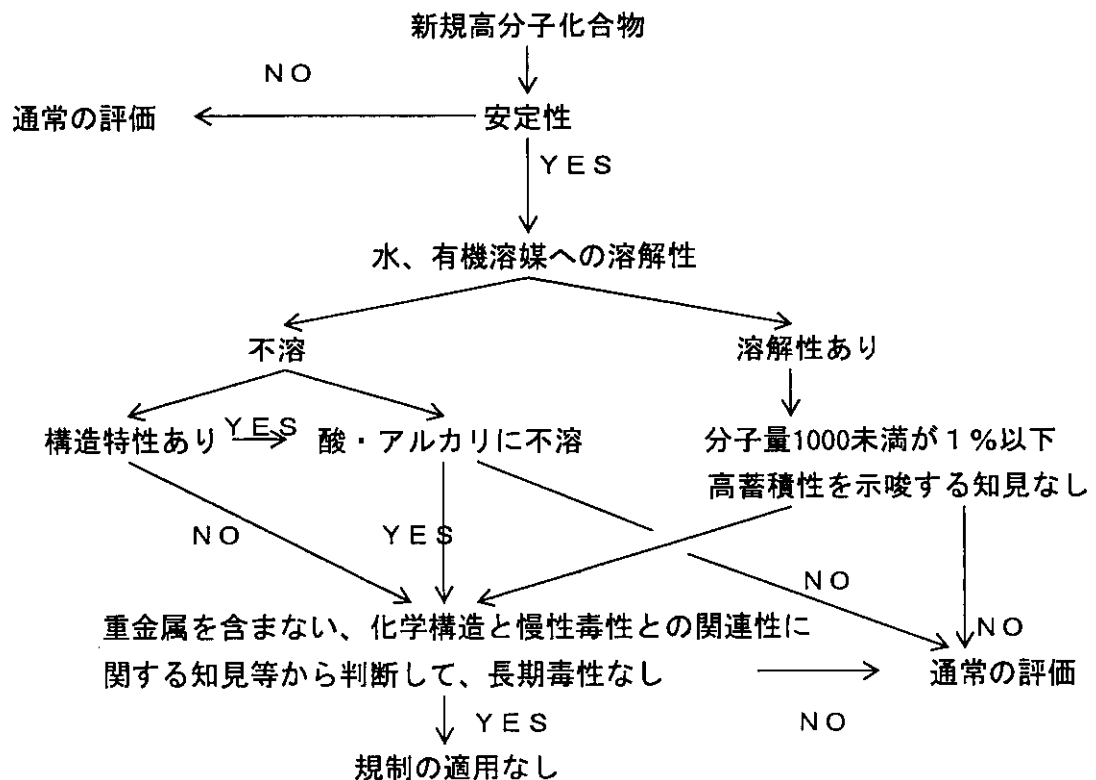 新規高分子化合物
NO
通常の評価
安定性
YES
水、有機溶媒への溶解性
不溶
溶解性あり
構造特性あり
YES
酸・アルカリに不溶
分子量1000未満が1%以下
高蓄積性を示唆する知見なし
NO
YES
NO
重金属を含まない、化学構造と慢性毒性との関連性に
関する知見等から判断して、長期毒性なし
NO
通常の評価
YES
NO
規制の適用なし